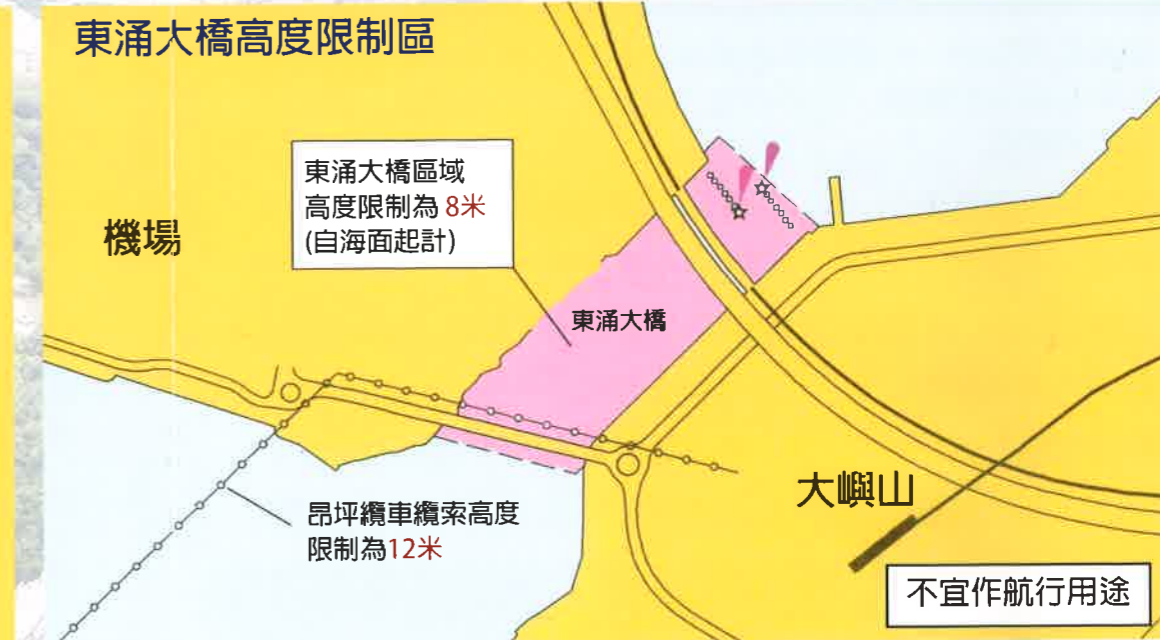 東涌大橋高度限制區
東涌大橋區域
高度限制為 8米
(自海面起計)
機場
東涌大橋
大嶼山
昂坪纜車纜索高度
限制為12米
不宜作航行用途